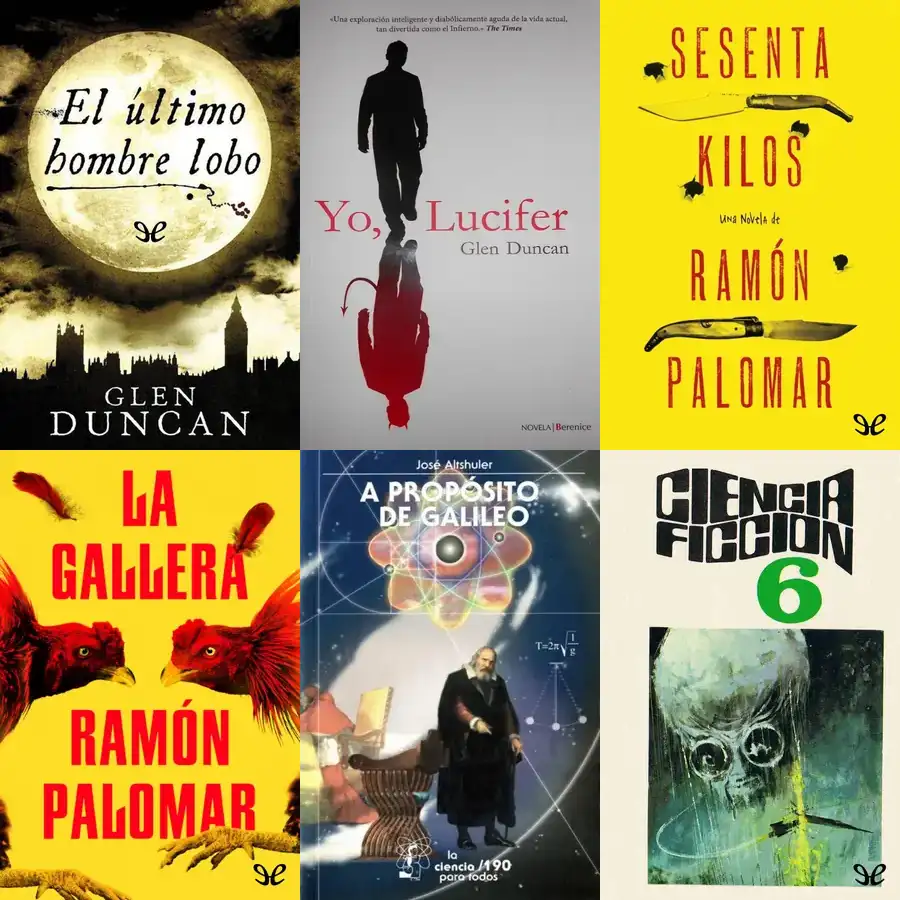 El último
hombre lobo
GLEN
DUNCAN
«Una exploración inteligente y diabólicamente aguda de la vida actual,
tan divertida como el Infierno.» The Times
Yo, Lucifer
Glen Duncan
NOVELA | Berenice
SESENTA
KILOS
UNA NOVELA DE
RAMÓN
PALOMAR
LA
GALLERA
RAMÓN
PALOMAR
José Altshuler
A PROPÓSITO
DE GALILEO
T=2π√1/g
la
ciencia/190
para todos
CIENCIA
FICCION
6